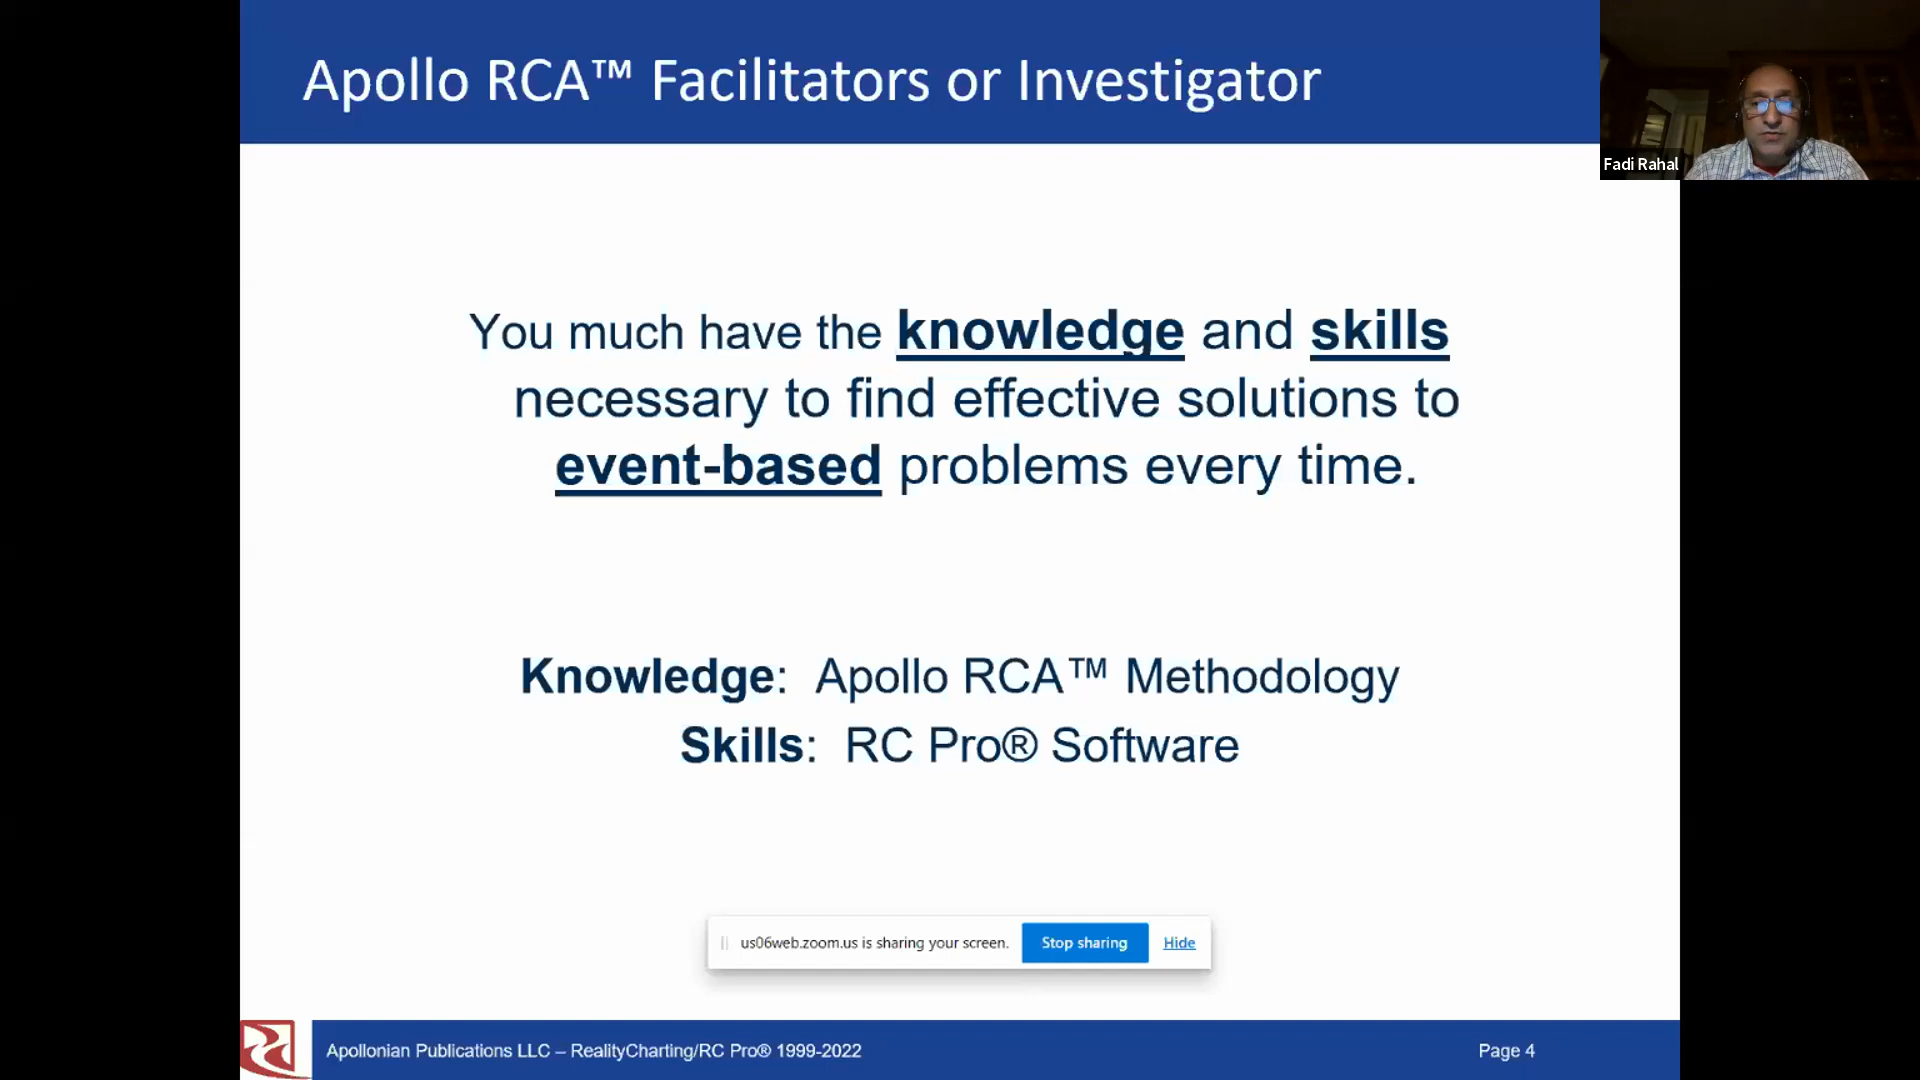 Apollo RCA™ Facilitators or Investigator
Fadi Rahal
You much have the knowledge and skills
necessary to find effective solutions to
event-based problems every time.
Knowledge: Apollo RCA™ Methodology
Skills: RC Pro® Software
us06web.zoom.us is sharing your screen. Stop sharing Hide
Apollonian Publications LLC – RealityCharting/RC Pro® 1999-2022 Page 4